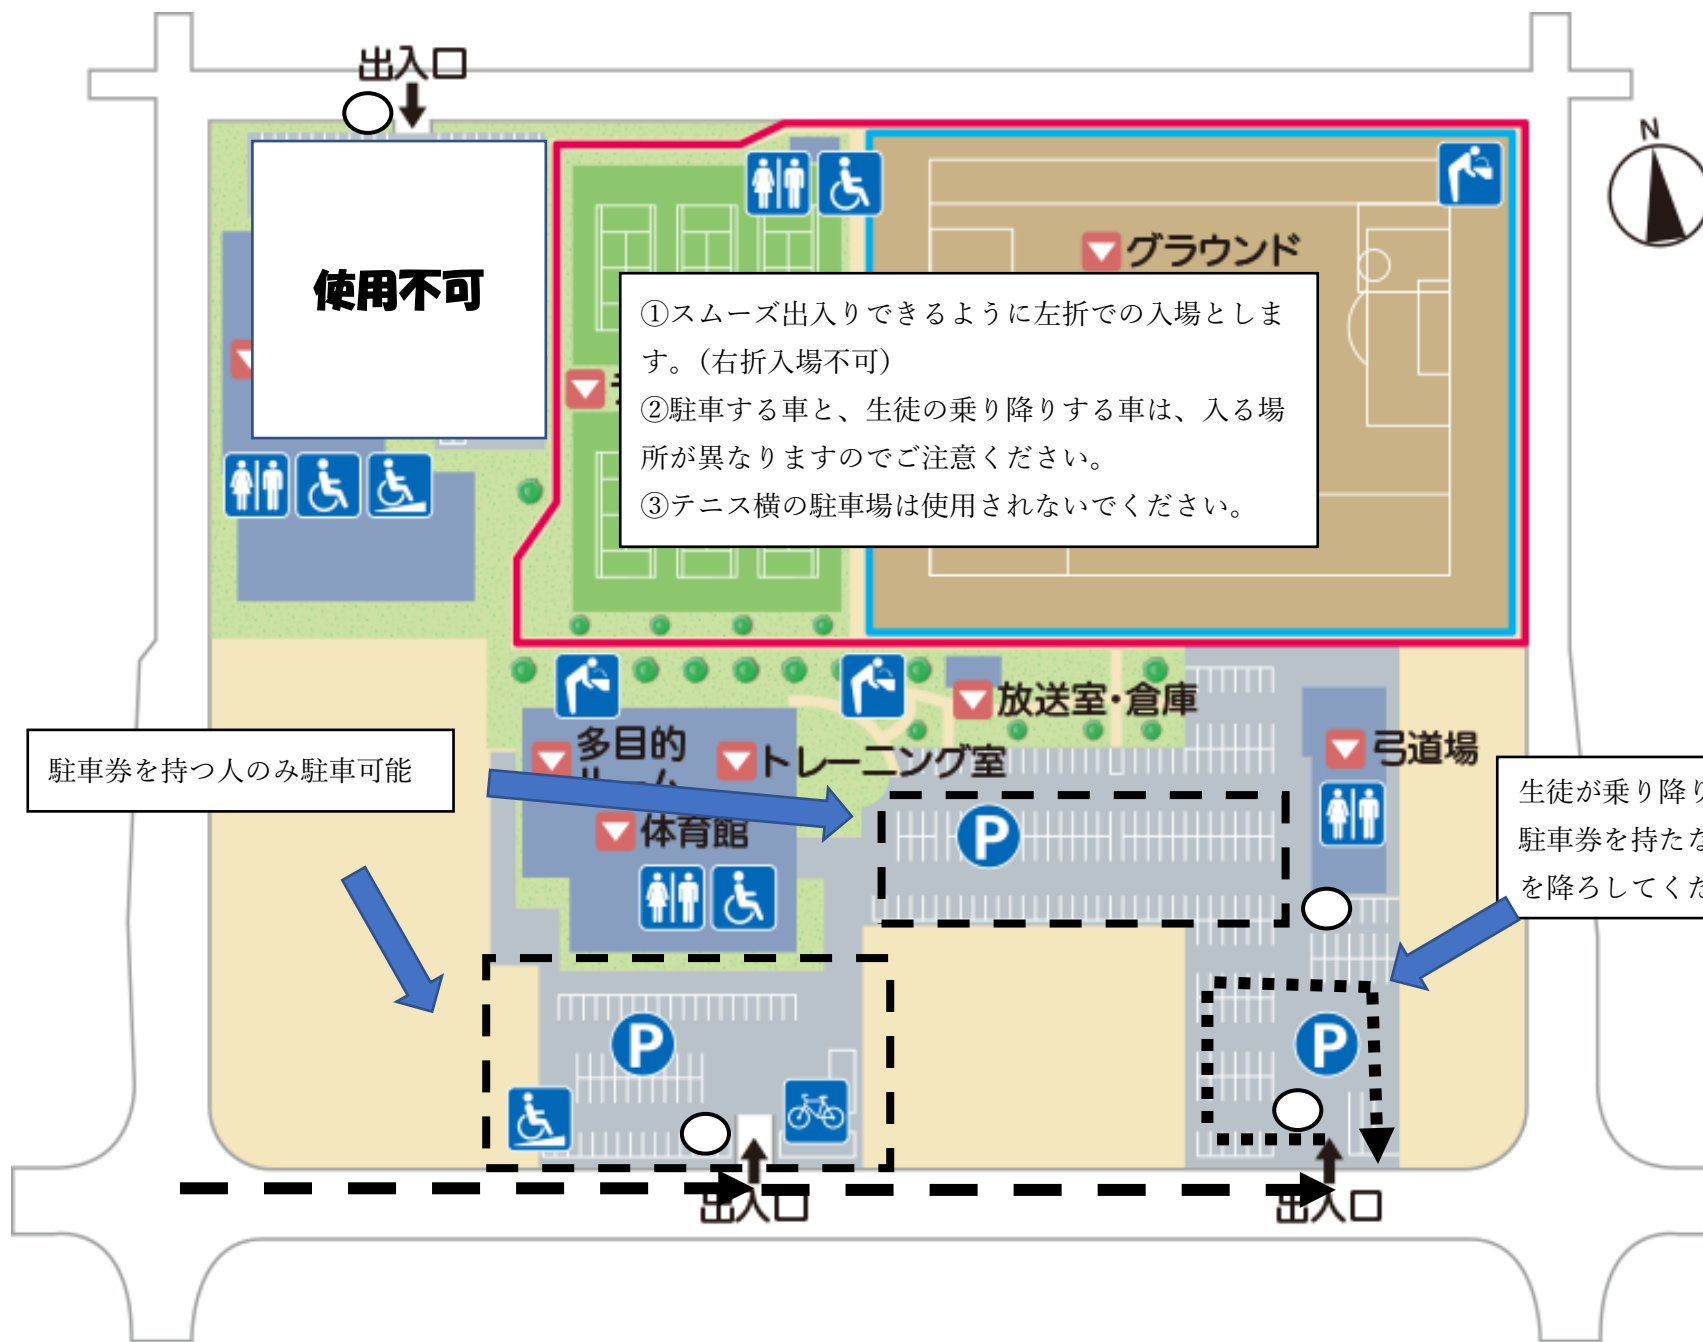 出入口
N
使用不可
グラウンド
①スムーズ出入りできるように左折での入場としま
す。(右折入場不可)
②駐車する車と、生徒の乗り降りする車は、入る場
所が異なりますのでご注意ください。
③テニス横の駐車場は使用されないでください。
放送室・倉庫
多目的
トレーニング室
弓道場
駐車券を持つ人のみ駐車可能
体育館
P
生徒が乗り降り
駐車券を持たな
を降ろしてくだ
P
P
出入口
出入口